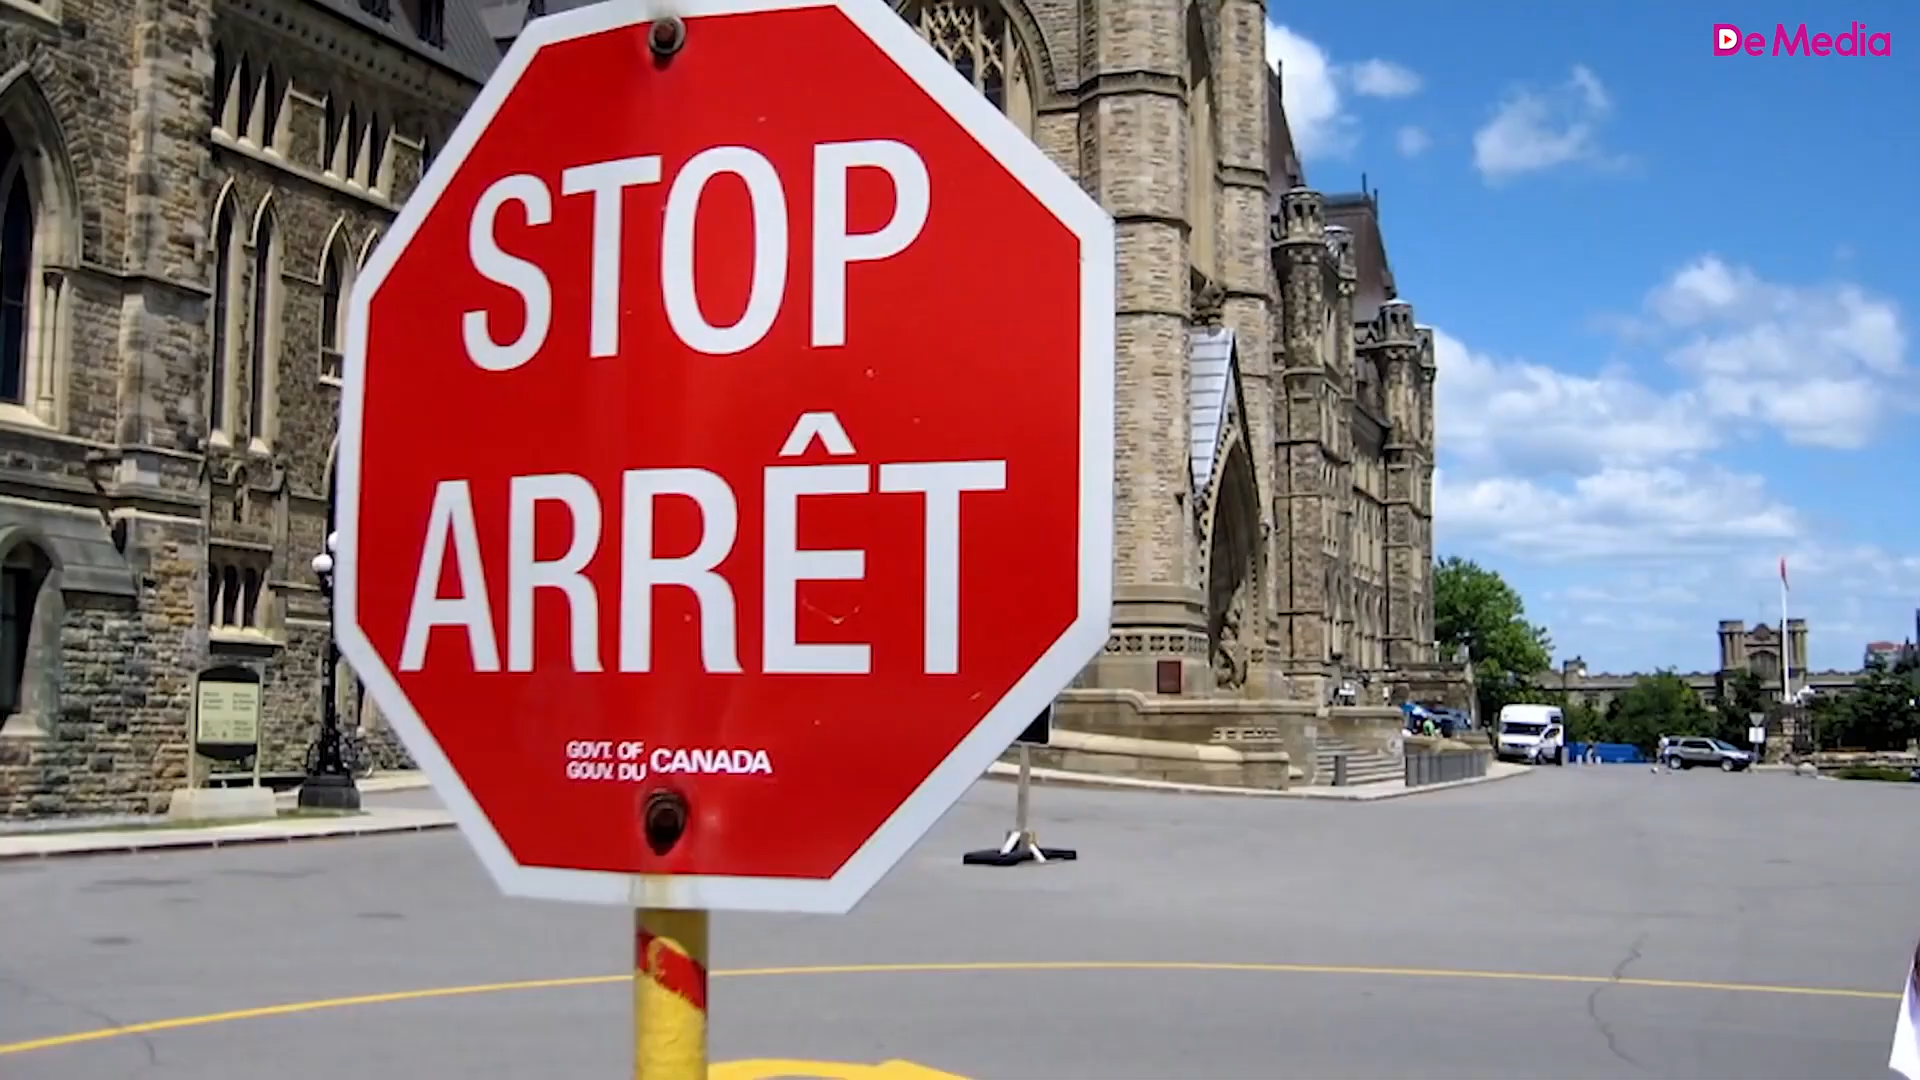 De Media
STOP
ARRÊT
GOVT. OF
GOUV. DU CANADA